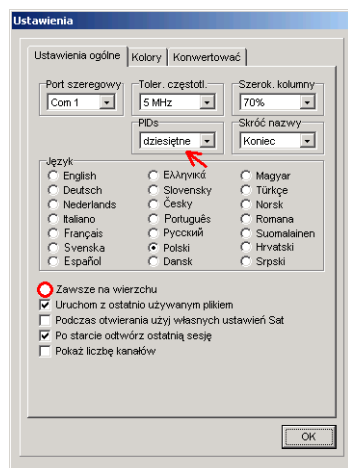 Ustawienia
Ustawienia ogólne Kolory Konwertować
Port szeregowy Toler. częstotl. Szerok. kolumny
Com 1 5 MHz 70%
PIDs Skróć nazwy
dziesiętne Koniec
Język
English Ελληνικά Magyar
Deutsch Slovensky Türkçe
Nederlands Česky Norsk
Italiano Português Romana
Français Русский Suomalainen
Svenska Polski Hrvatski
Español Dansk Srpski
Zawsze na wierzchu
Uruchom z ostatnio używanym plikiem
Podczas otwierania użyj własnych ustawień Sat
Po starcie odtwórz ostatnią sesję
Pokaż liczbę kanałów
OK